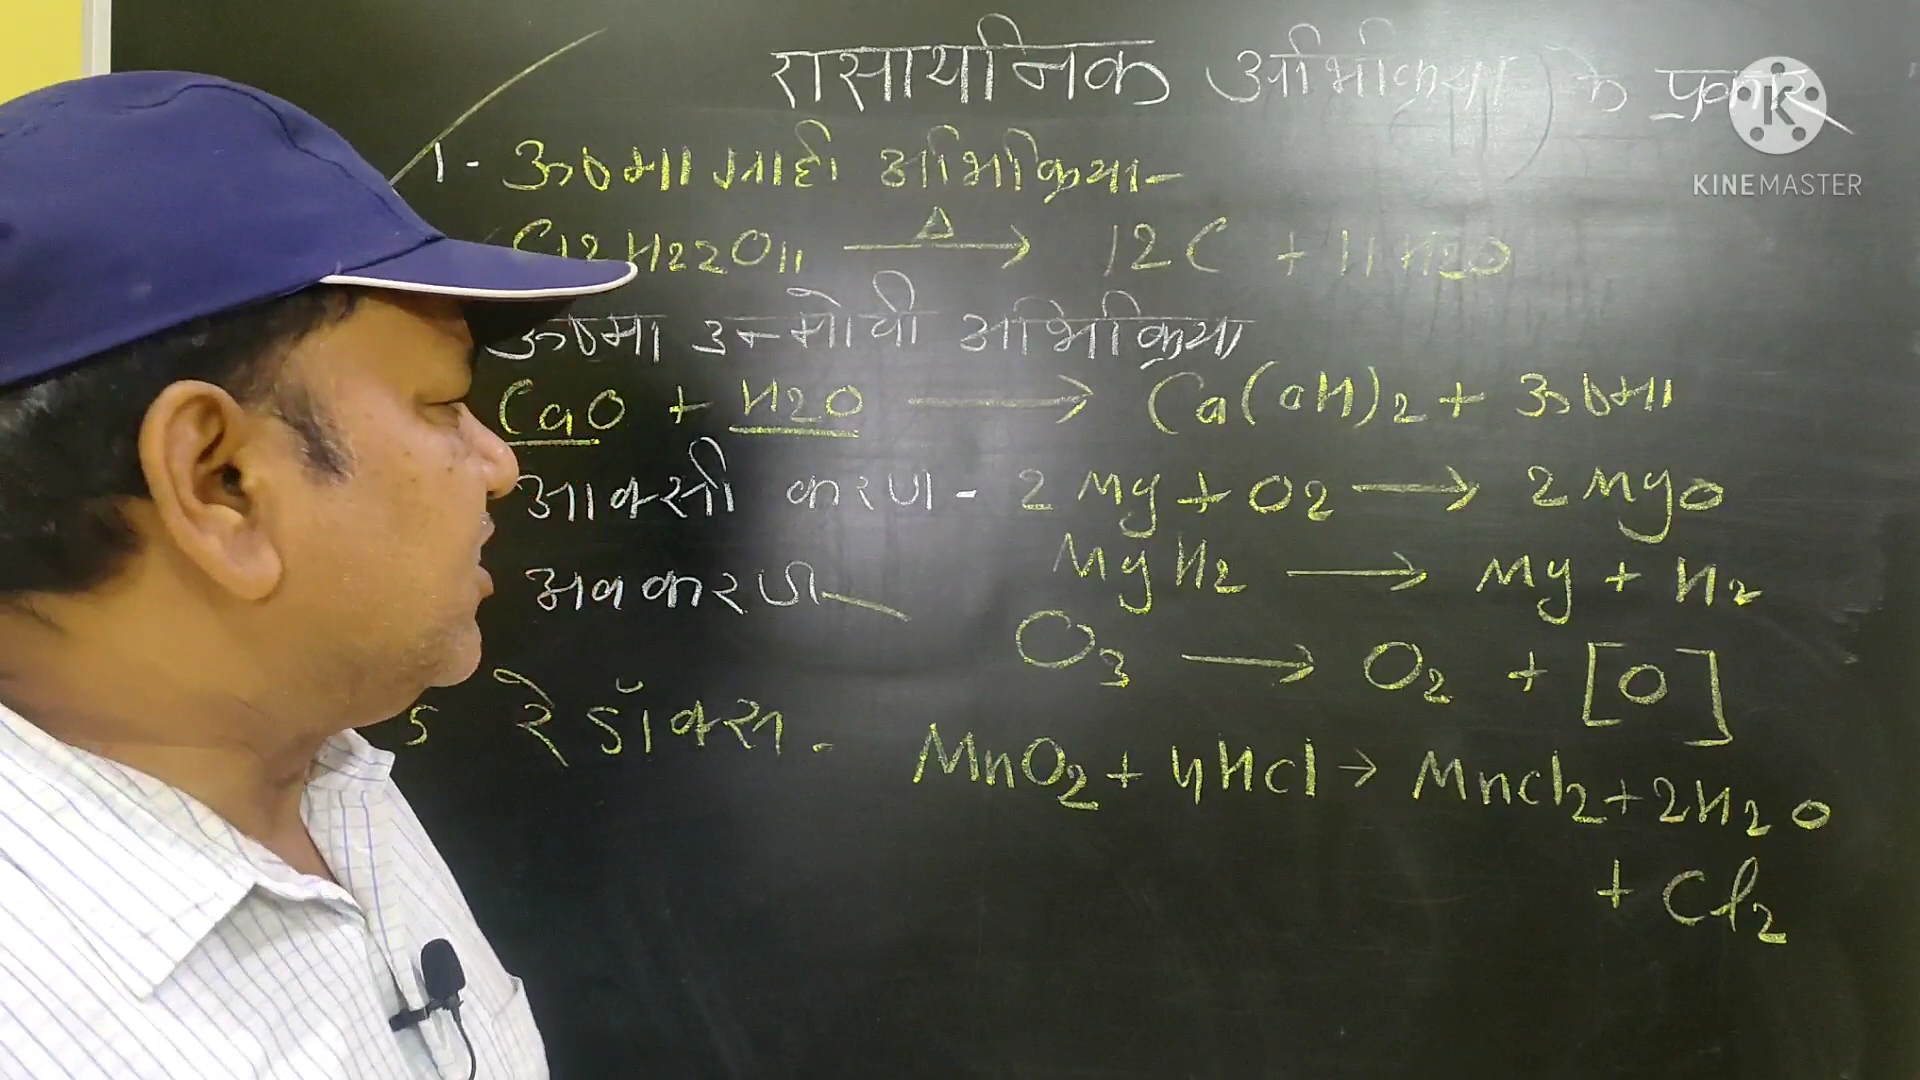 रासायनिक अभिक्रिया के प्रकार
1- ऊष्माग्राही अभिक्रिया-
C12H22O11 —Δ→ 12C + 11H2O
ऊष्मा उन्मोची अभिक्रिया
CaO + H2O → Ca(OH)2 + ऊष्मा
आक्सीकरण - 2Mg + O2 → 2MgO
MgH2 → Mg + H2
अवकरण
O3 → O2 + [O]
5 रेडॉक्स - MnO2 + 4HCl → MnCl2 + 2H2O
+ Cl2
K
KINEMASTER